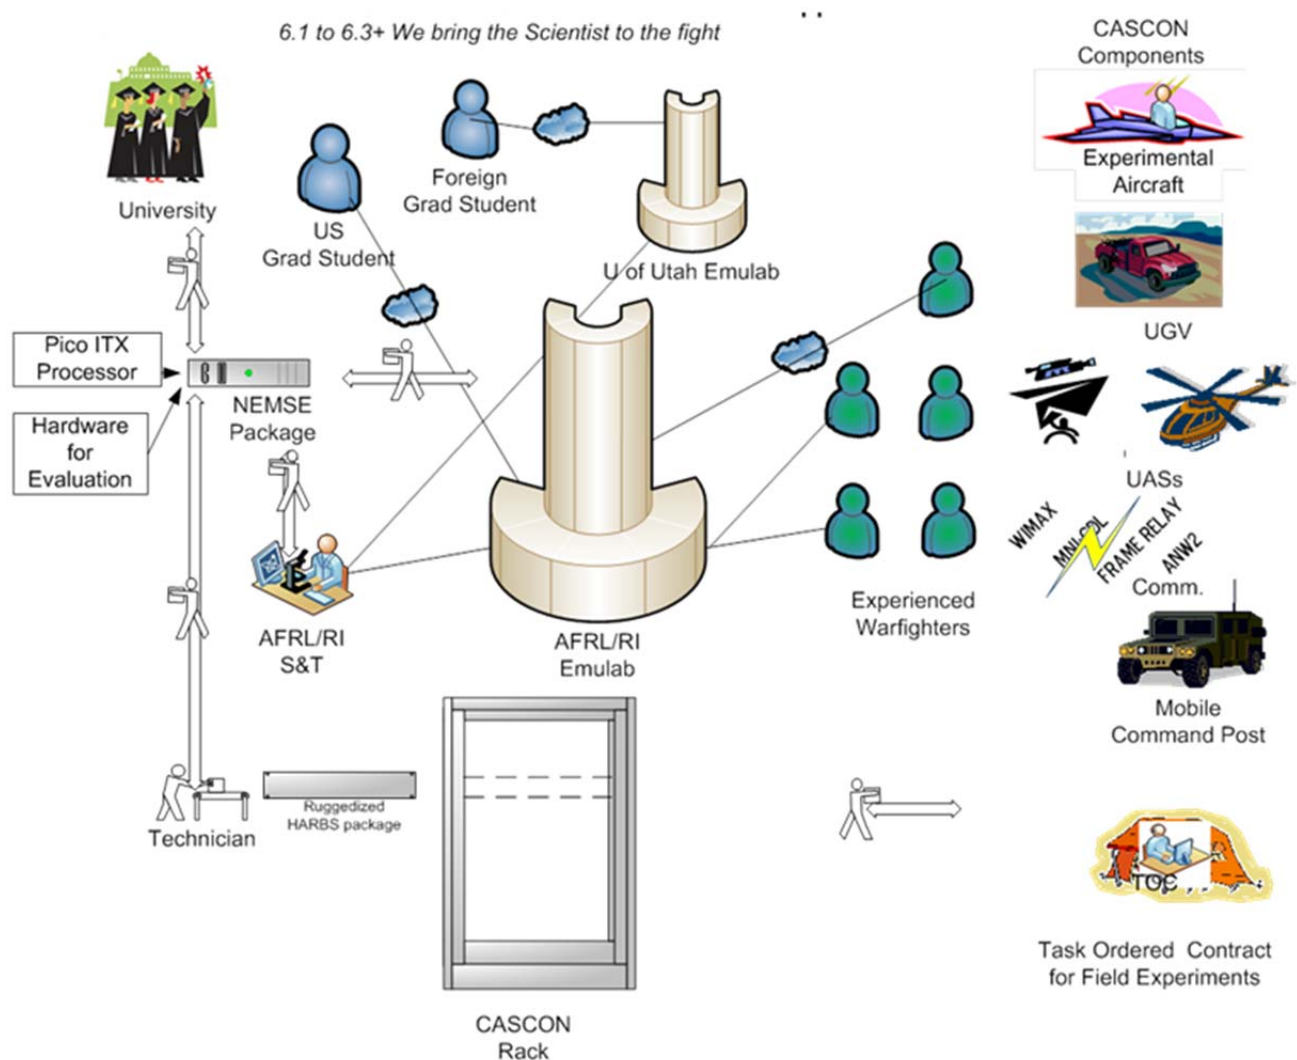 6.1 to 6.3+ We bring the Scientist to the fight
CASCON
Components
Experimental
Aircraft
University
US
Grad Student
Foreign
Grad Student
U of Utah Emulab
UGV
Pico ITX
Processor
Hardware
for
Evaluation
NEMSE
Package
UASs
WIMAX
MNI-CDL
FRAME RELAY
ANW2
Comm.
Experienced
Warfighters
AFRL/RI
S&T
AFRL/RI
Emulab
Mobile
Command Post
Technician
Ruggedized
HARBS package
TOC
Task Ordered Contract
for Field Experiments
CASCON
Rack